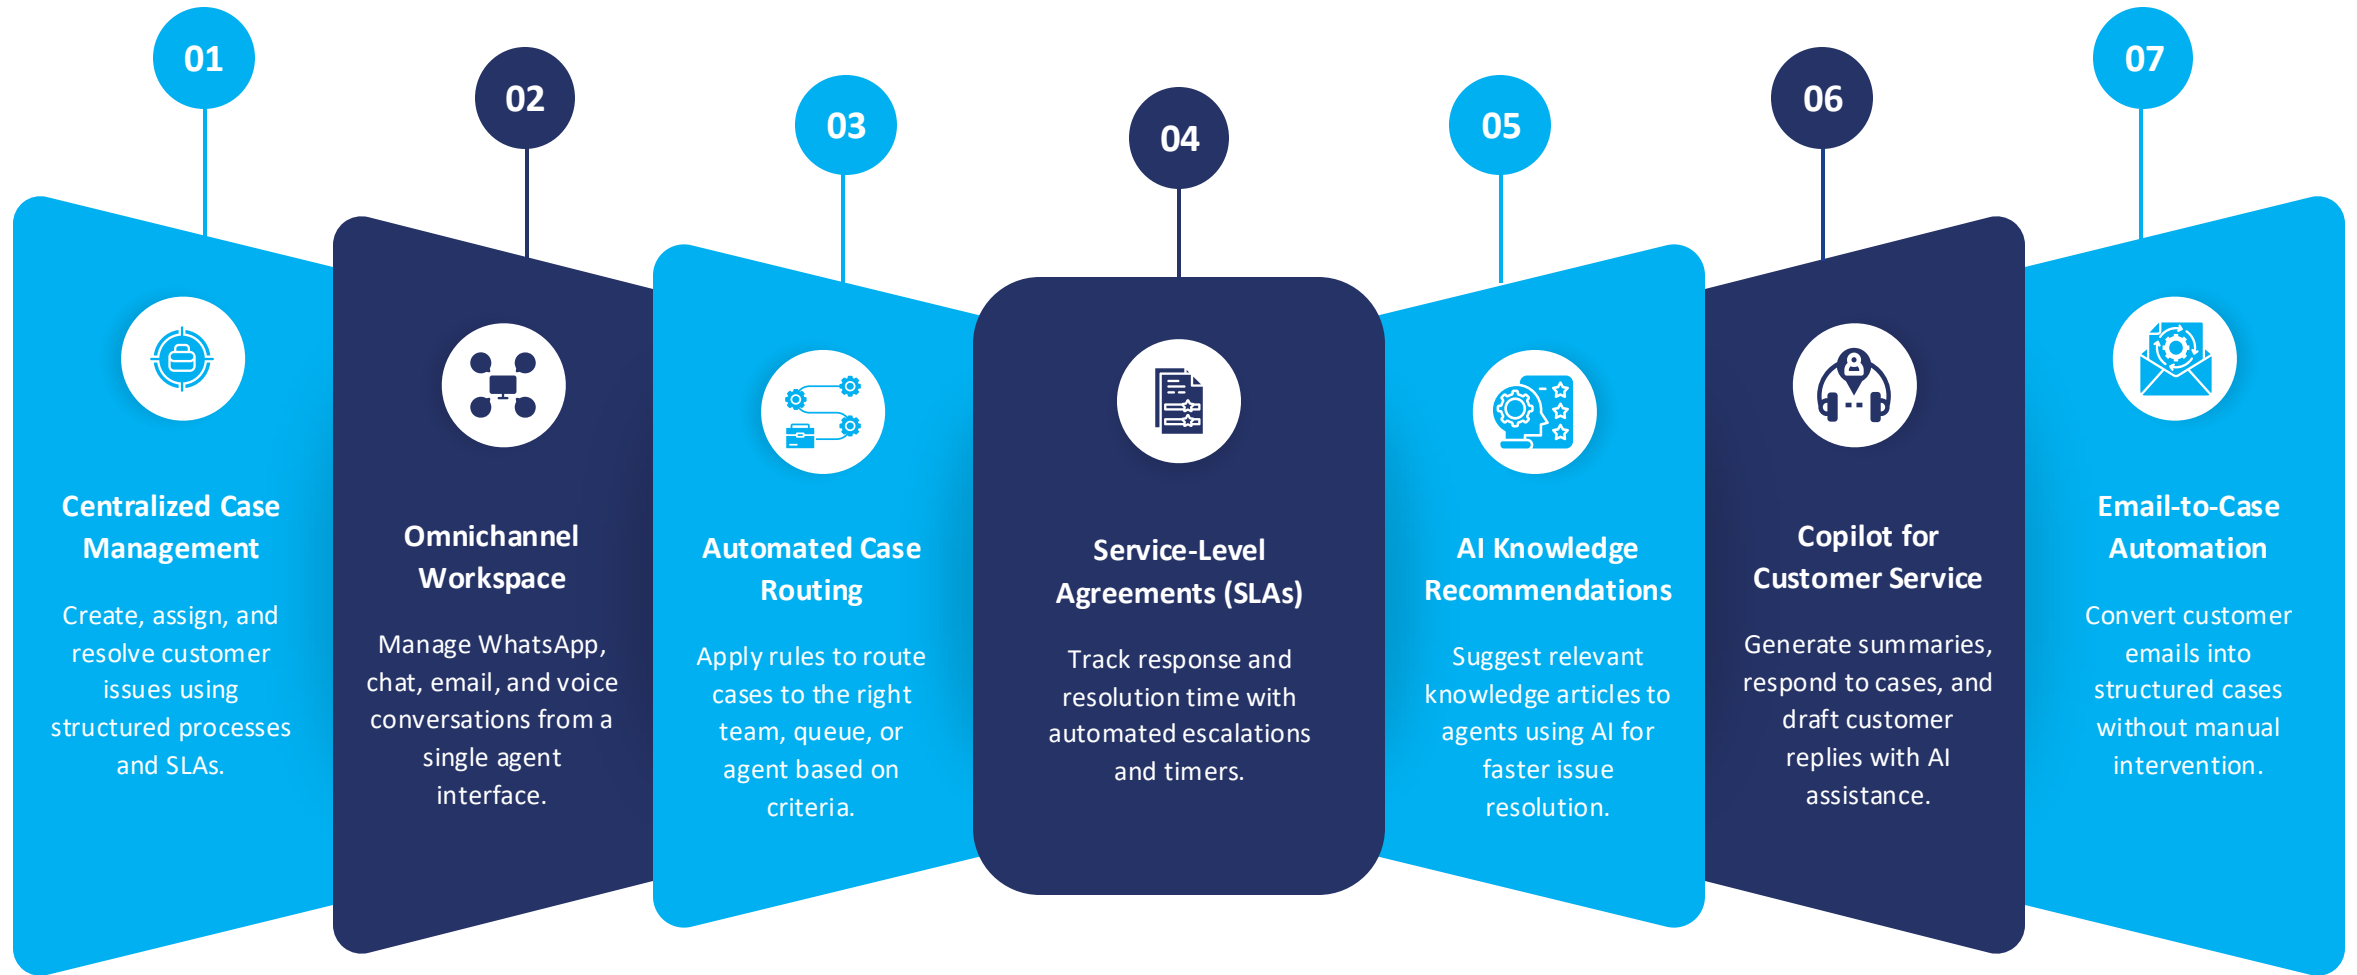 01
Centralized Case
Management
Create, assign, and
resolve customer
issues using
structured processes
and SLAs.
02
Omnichannel
Workspace
Manage WhatsApp,
chat, email, and voice
conversations from a
single agent
interface.
03
Automated Case
Routing
Apply rules to route
cases to the right
team, queue, or
agent based on
criteria.
04
Service-Level
Agreements (SLAs)
Track response and
resolution time with
automated escalations
and timers.
05
AI Knowledge
Recommendations
Suggest relevant
knowledge articles to
agents using AI for
faster issue
resolution.
06
Copilot for
Customer Service
Generate summaries,
respond to cases, and
draft customer
replies with AI
assistance.
07
Email-to-Case
Automation
Convert customer
emails into
structured cases
without manual
intervention.